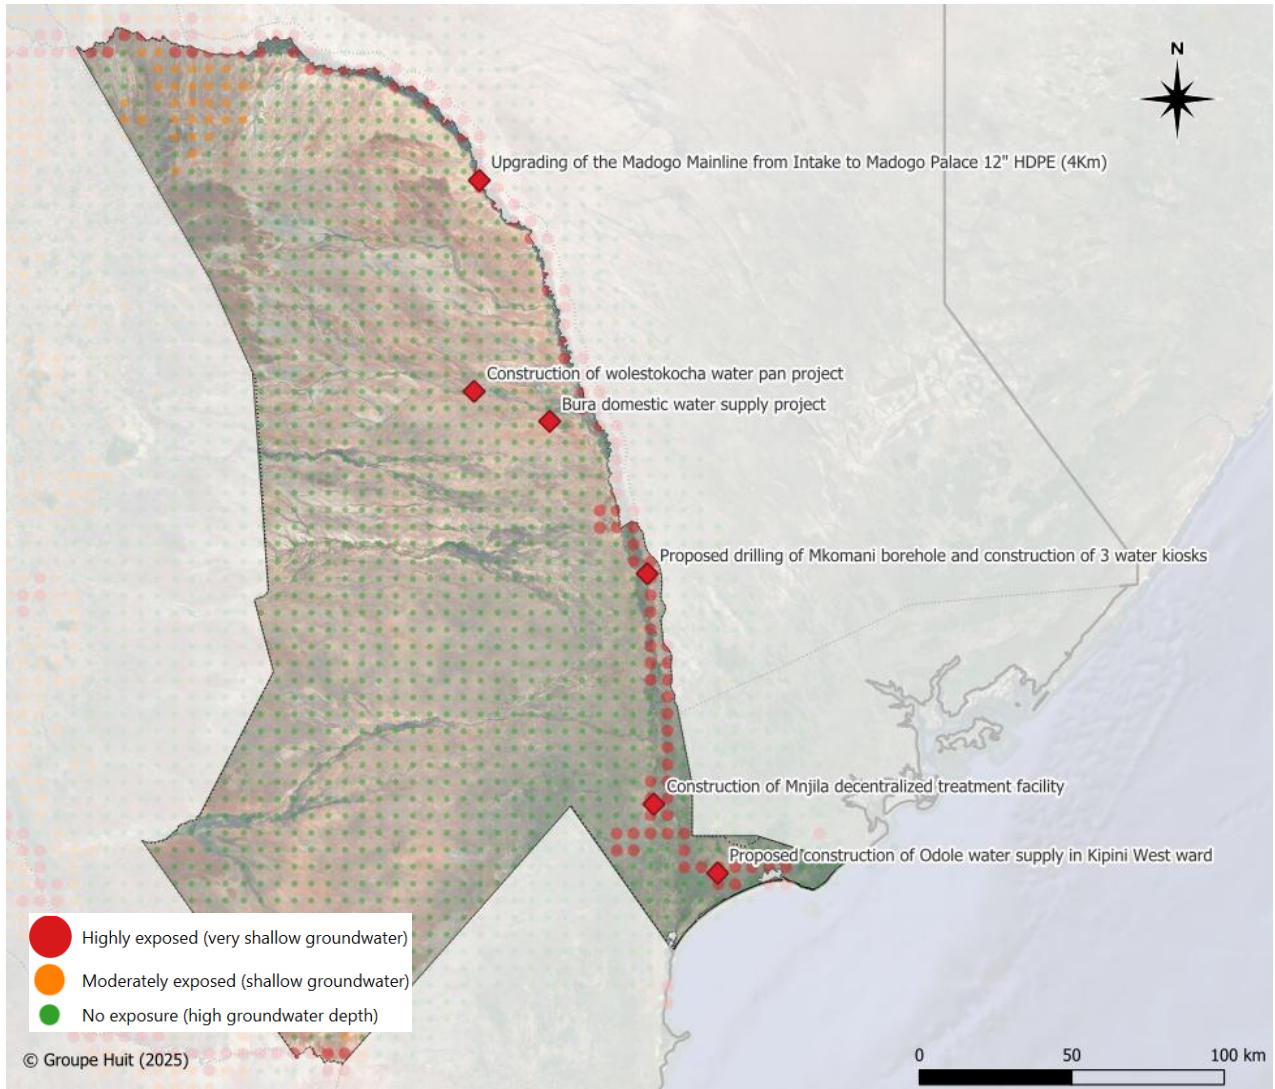 N
Upgrading of the Madogo Mainline from Intake to Madogo Palace 12" HDPE (4Km)
Construction of wolestokocha water pan project
Bura domestic water supply project
Proposed drilling of Mkomani borehole and construction of 3 water kiosks
Construction of Mnjila decentralized treatment facility
Proposed construction of Odole water supply in Kipini West ward
Highly exposed (very shallow groundwater)
Moderately exposed (shallow groundwater)
No exposure (high groundwater depth)
© Groupe Huit (2025)
0 50 100 km